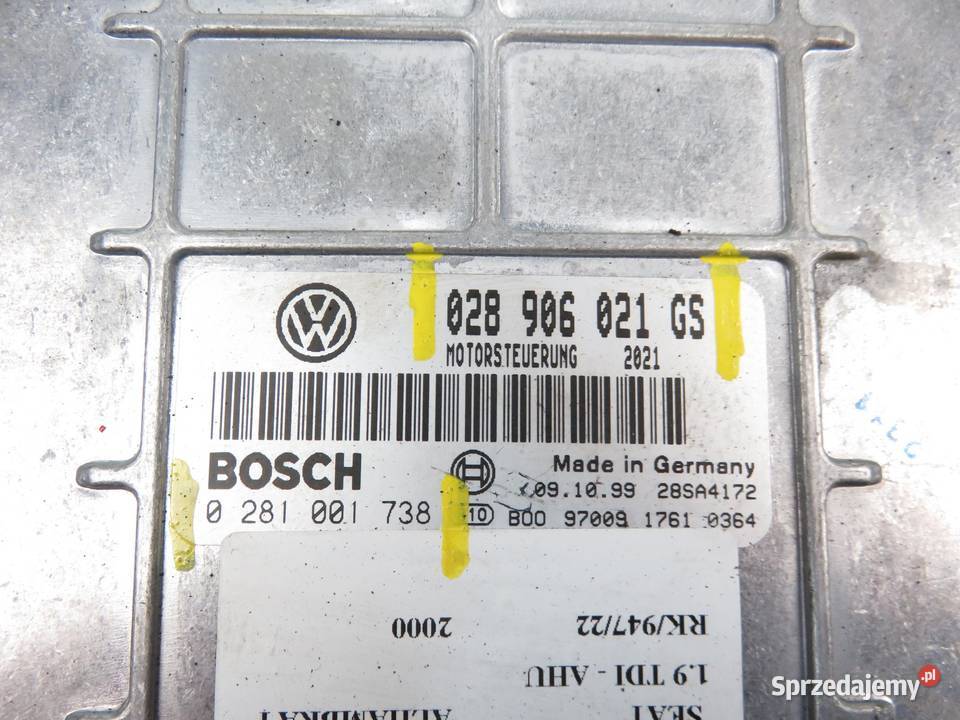 028 906 021 GS
MOTORSTEUERUNG 2021
BOSCH
Made in Germany
09.10.99 28SA4172
0 281 001 738 10 B00 97009 1761 0364
SEAT
ALHAMBRA I
1.9 TDI - AHU
RK/947/22 2000
Sprzedajemy.pl